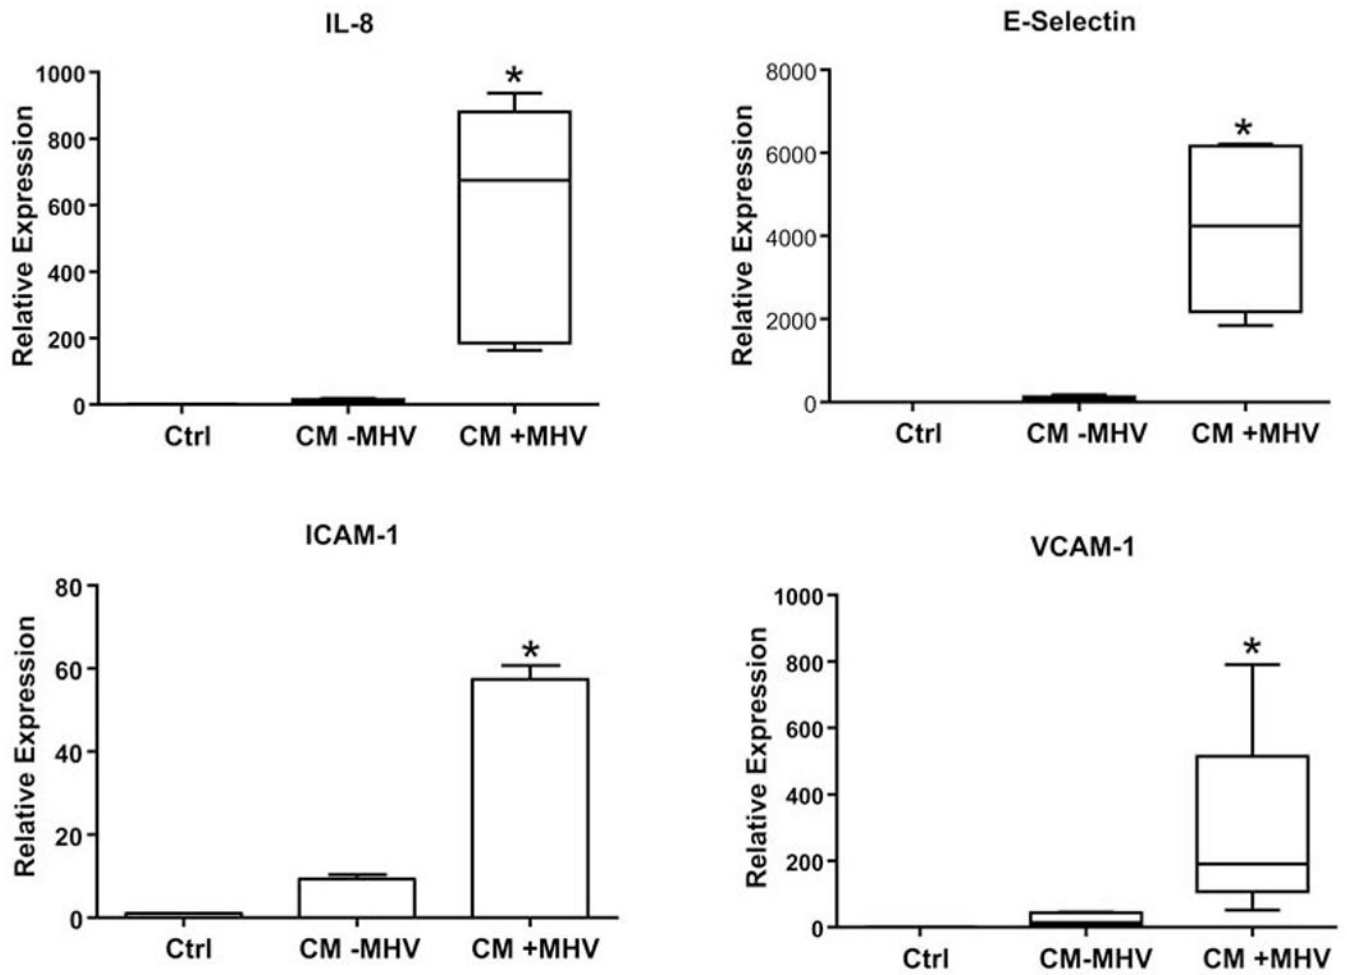 IL-8
*
1000
800
600
400
200
0
Relative Expression
Ctrl
CM -MHV
CM +MHV
E-Selectin
*
8000
6000
4000
2000
0
Relative Expression
Ctrl
CM -MHV
CM +MHV
ICAM-1
*
80
60
40
20
0
Relative Expression
Ctrl
CM -MHV
CM +MHV
VCAM-1
*
1000
800
600
400
200
0
Relative Expression
Ctrl
CM-MHV
CM +MHV